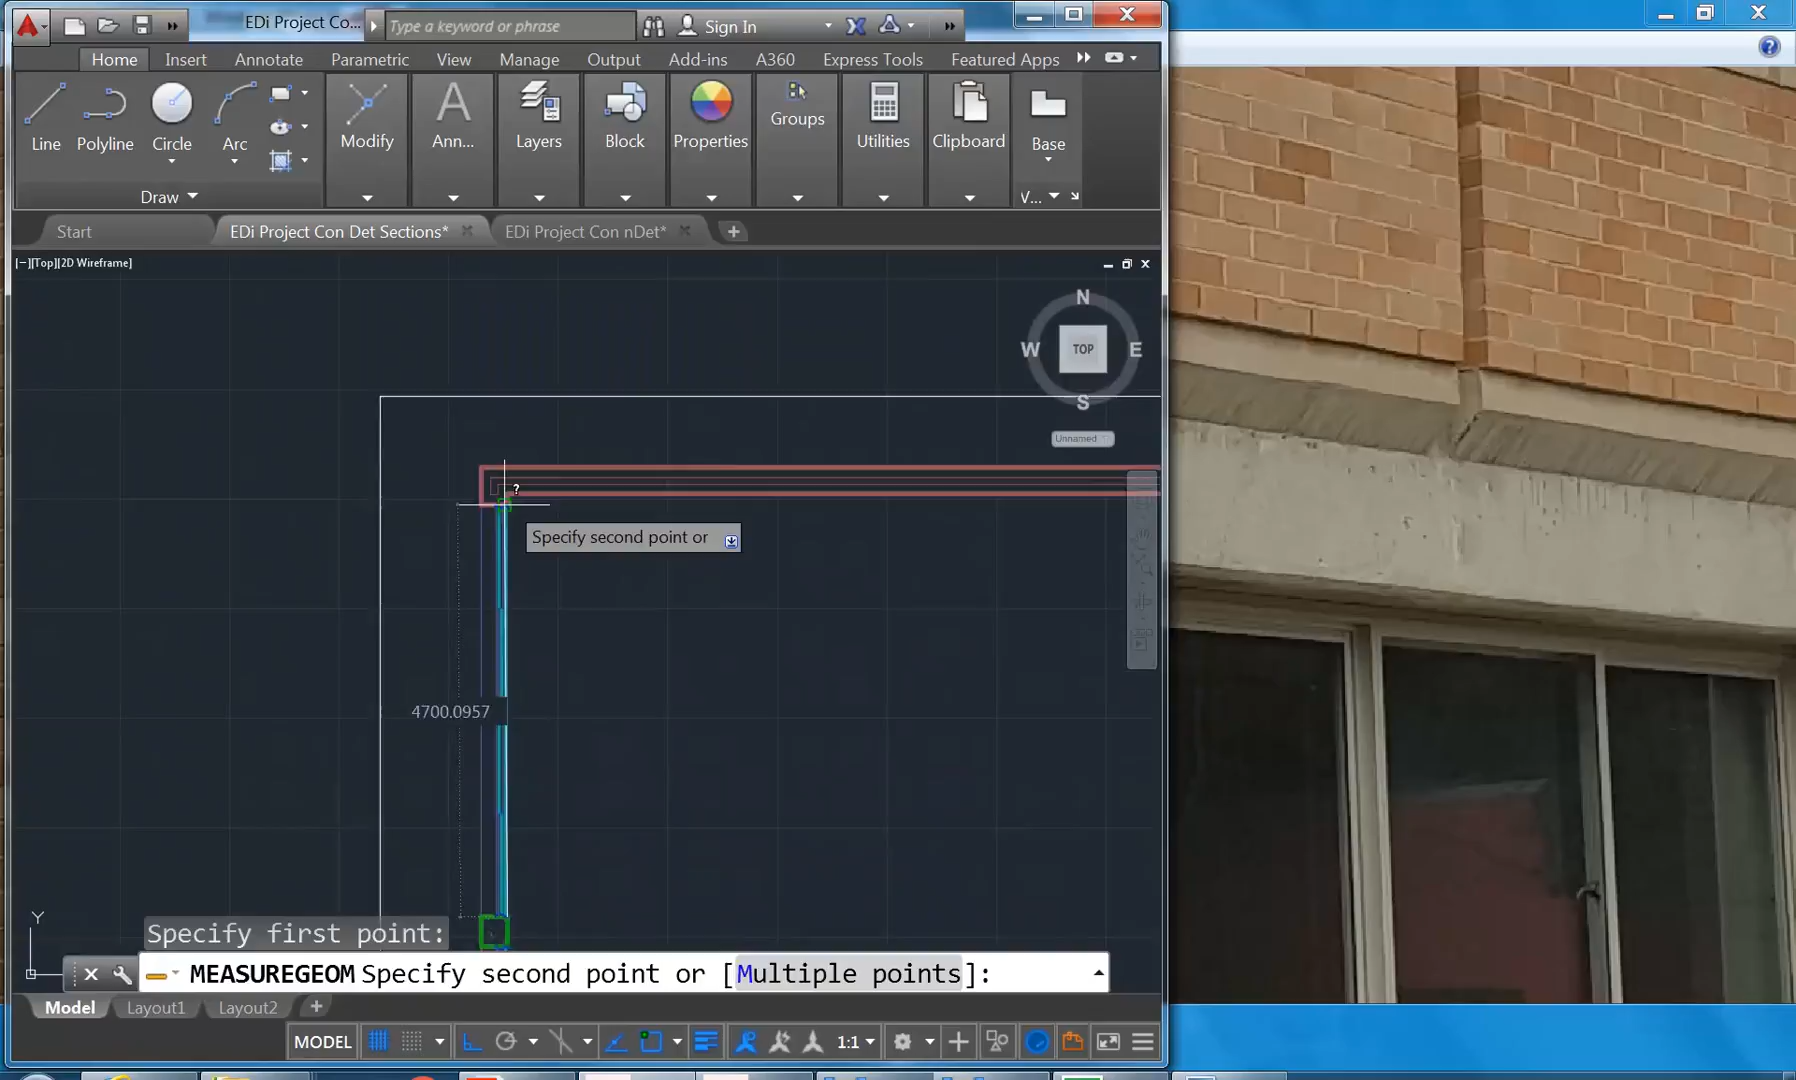 EDi Project Co...
Type a keyword or phrase
Sign In
Home Insert Annotate Parametric View Manage Output Add-ins A360 Express Tools Featured Apps
Line Polyline Circle Arc Modify Ann... Layers Block Properties Groups Utilities Clipboard Base
Draw V...
Start EDi Project Con Det Sections* EDi Project Con nDet*
[−][Top][2D Wireframe]
N
W TOP E
S
Unnamed
?
Specify second point or
4700.0957
Y
Specify first point:
MEASUREGEOM Specify second point or [Multiple points]:
Model Layout1 Layout2
MODEL 1:1